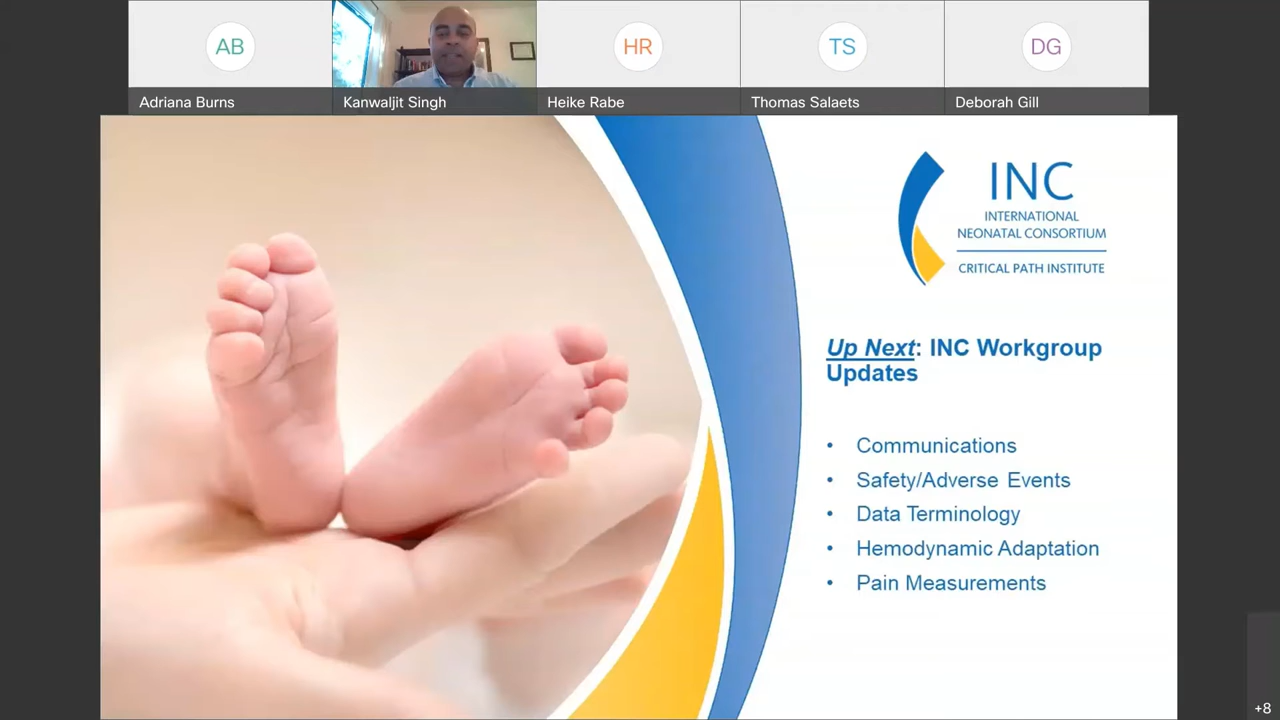 AB
HR
TS
DG
Adriana Burns
Kanwaljit Singh
Heike Rabe
Thomas Salaets
Deborah Gill
INC
INTERNATIONAL
NEONATAL CONSORTIUM
CRITICAL PATH INSTITUTE
Up Next: INC Workgroup
Updates
• Communications
• Safety/Adverse Events
• Data Terminology
• Hemodynamic Adaptation
• Pain Measurements
+8